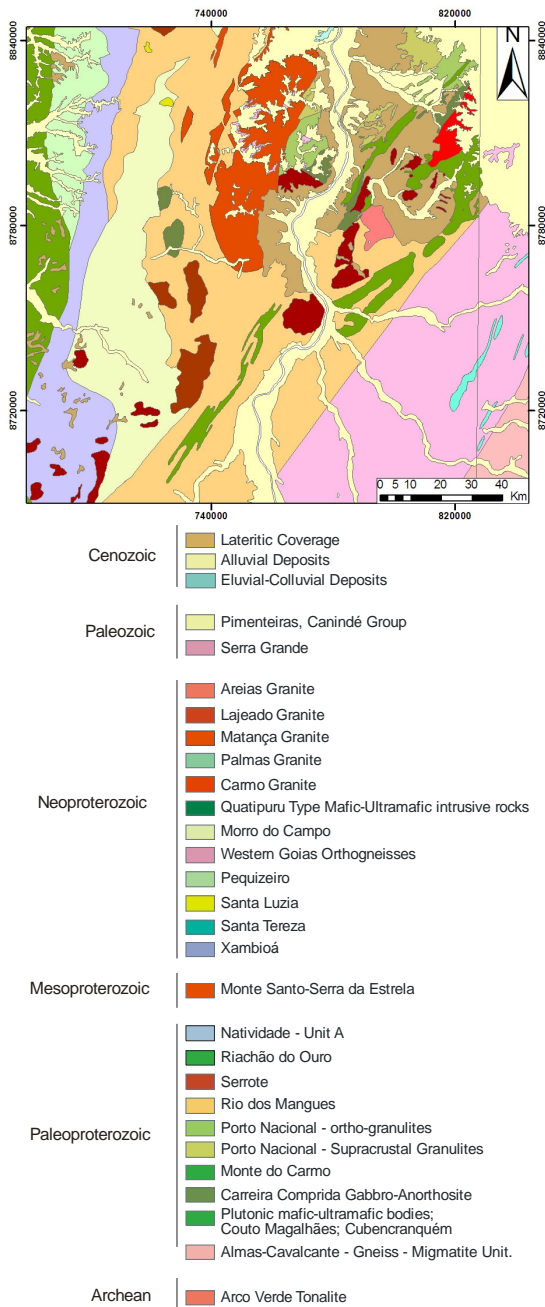 740000
820000
8840000
8840000
N
8780000
8780000
8720000
8720000
0 5 10 20 30 40
Km
740000
820000
Cenozoic
Lateritic Coverage
Alluvial Deposits
Eluvial-Colluvial Deposits
Paleozoic
Pimenteiras, Canindé Group
Serra Grande
Neoproterozoic
Areias Granite
Lajeado Granite
Matança Granite
Palmas Granite
Carmo Granite
Quatipuru Type Mafic-Ultramafic intrusive rocks
Morro do Campo
Western Goias Orthogneisses
Pequizeiro
Santa Luzia
Santa Tereza
Xambioá
Mesoproterozoic
Monte Santo-Serra da Estrela
Paleoproterozoic
Natividade - Unit A
Riachão do Ouro
Serrote
Rio dos Mangues
Porto Nacional - ortho-granulites
Porto Nacional - Supracrustal Granulites
Monte do Carmo
Carreira Comprida Gabbro-Anorthosite
Plutonic mafic-ultramafic bodies;
Couto Magalhães; Cubencranquém
Almas-Cavalcante - Gneiss - Migmatite Unit.
Archean
Arco Verde Tonalite